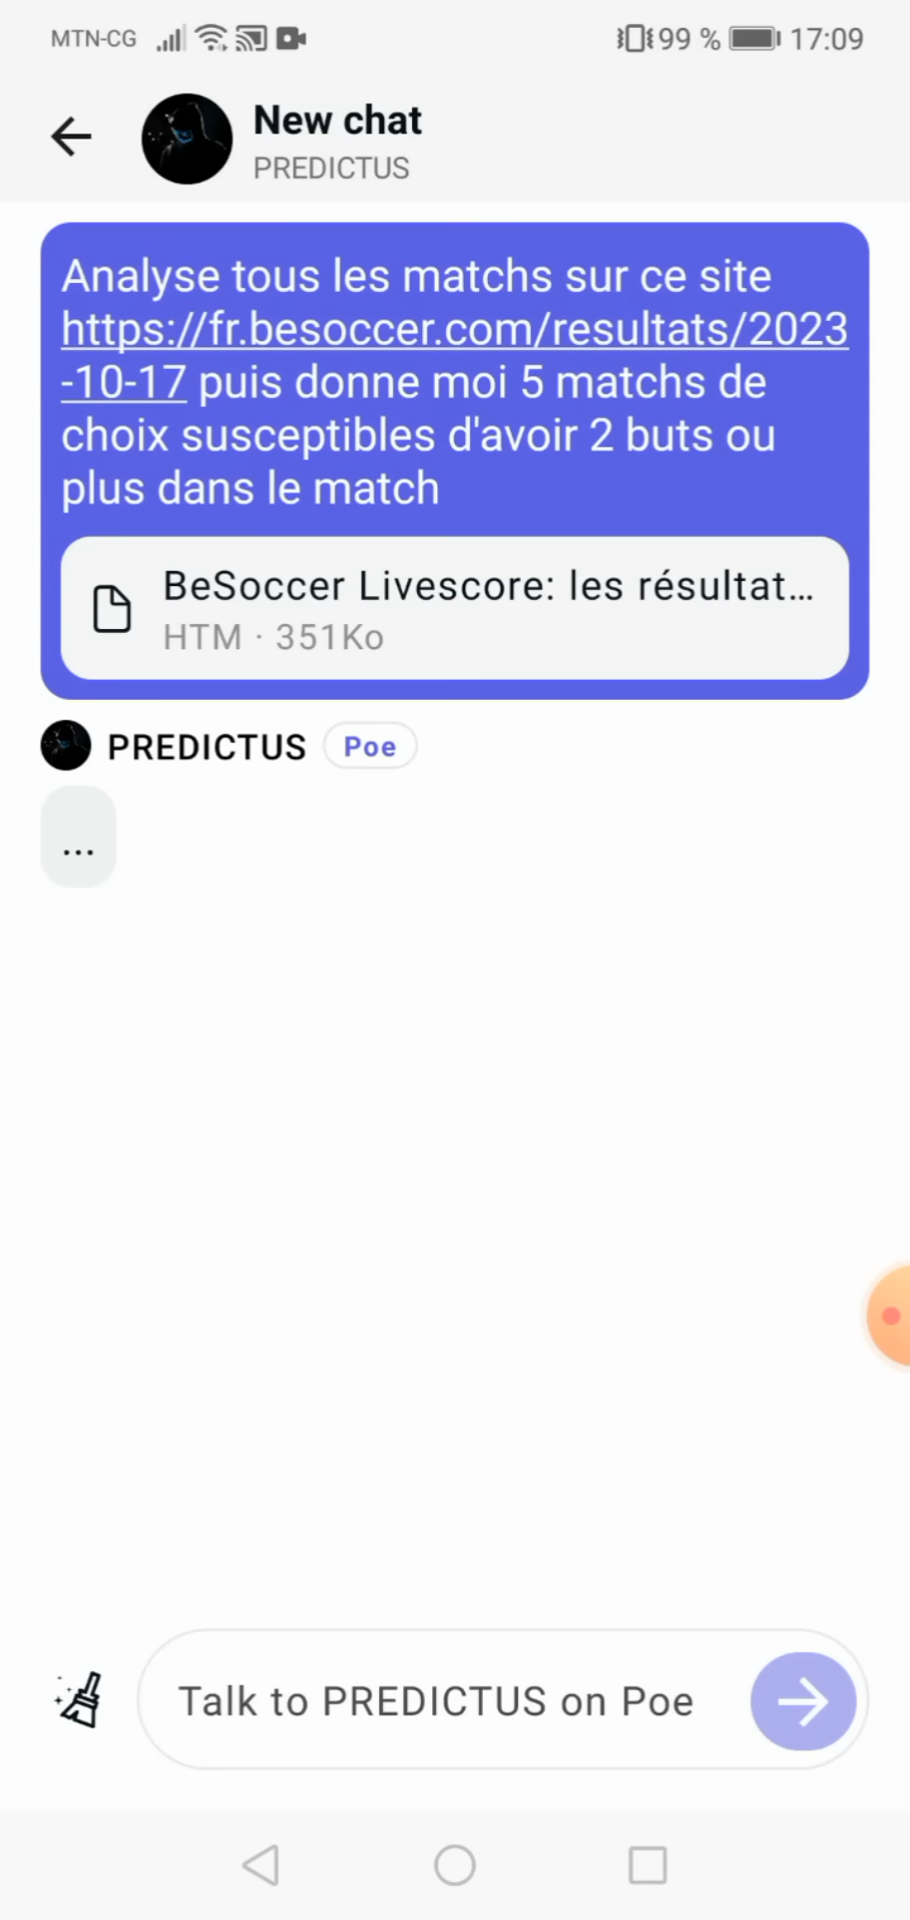 MTN-CG 99 % 17:09
New chat
PREDICTUS
Analyse tous les matchs sur ce site
https://fr.besoccer.com/resultats/2023
-10-17 puis donne moi 5 matchs de
choix susceptibles d'avoir 2 buts ou
plus dans le match
BeSoccer Livescore: les résultat...
HTM · 351Ko
PREDICTUS Poe
...
Talk to PREDICTUS on Poe